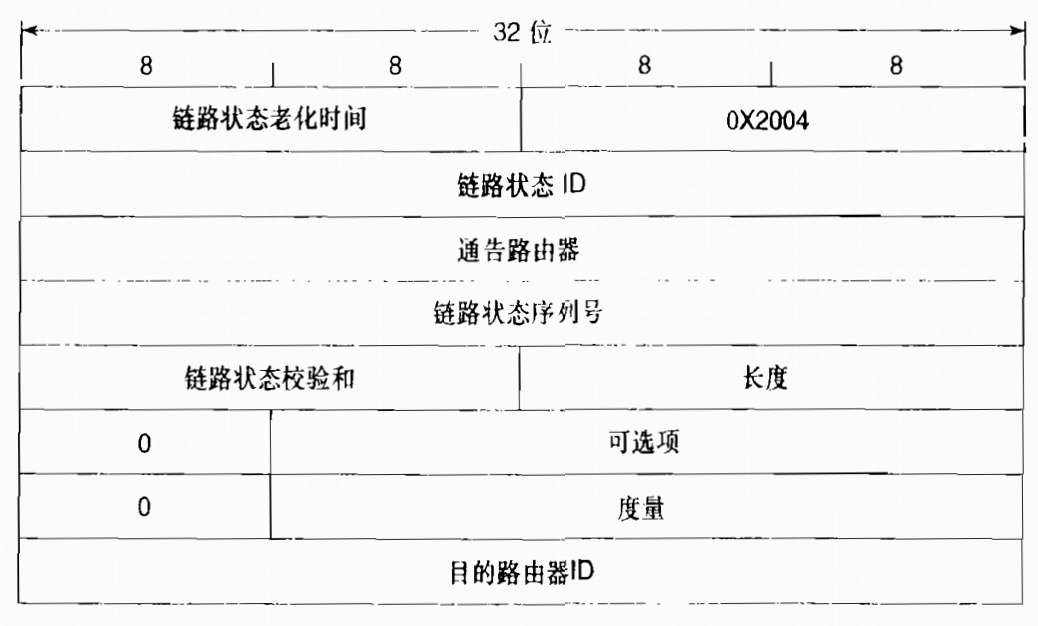 32 位
8 8 8 8
链路状态老化时间 0X2004
链路状态 ID
通告路由器
链路状态序列号
链路状态校验和 长度
0 可选项
0 度量
目的路由器ID